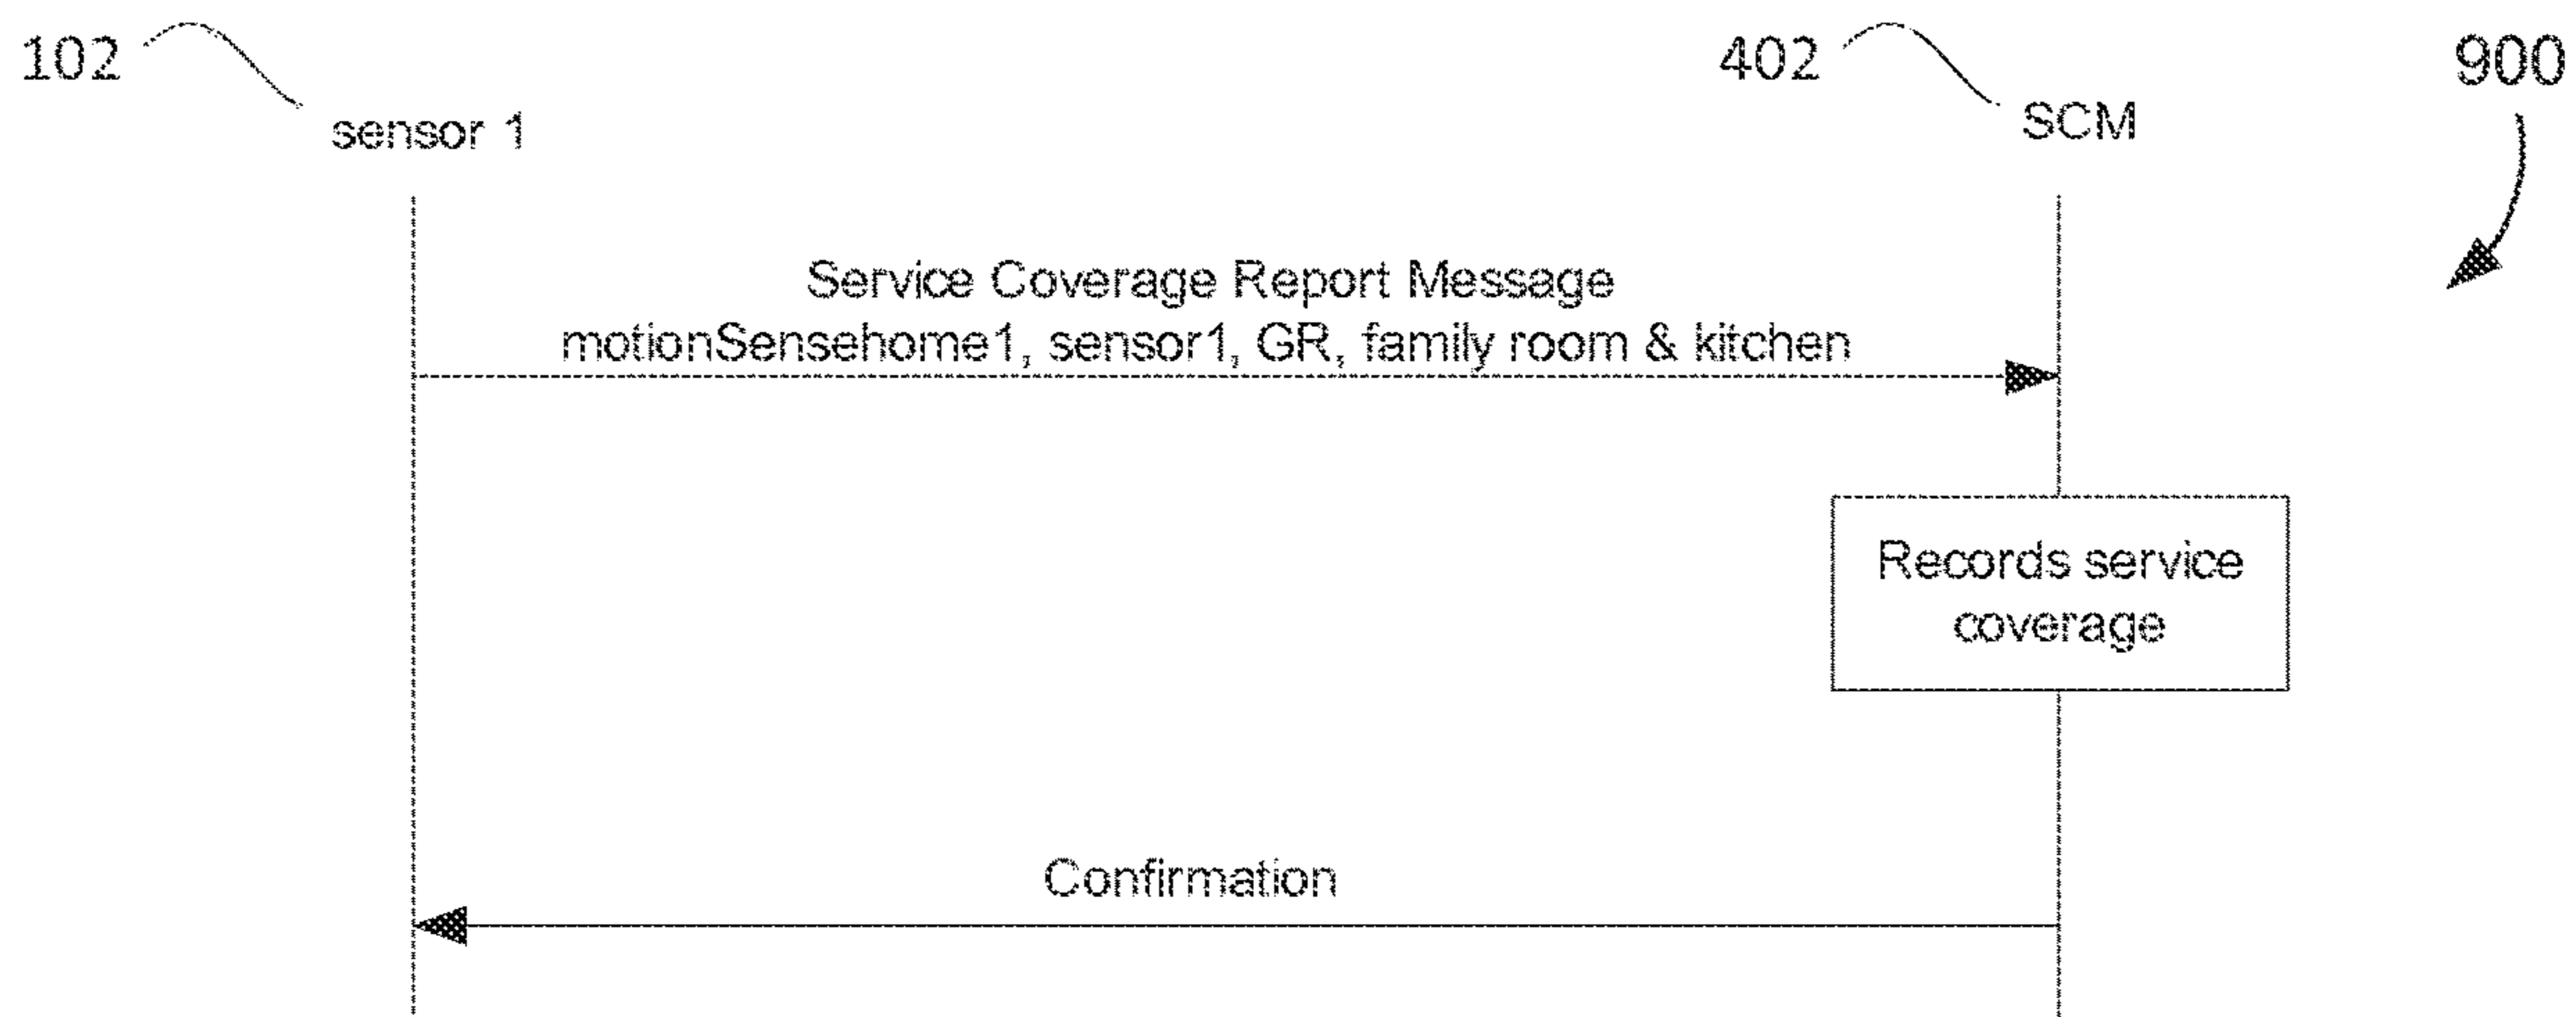 102
402
900
sensor 1
SCM
Service Coverage Report Message
motionSensehome1, sensor1, GR, family room & kitchen
Records service
coverage
Confirmation